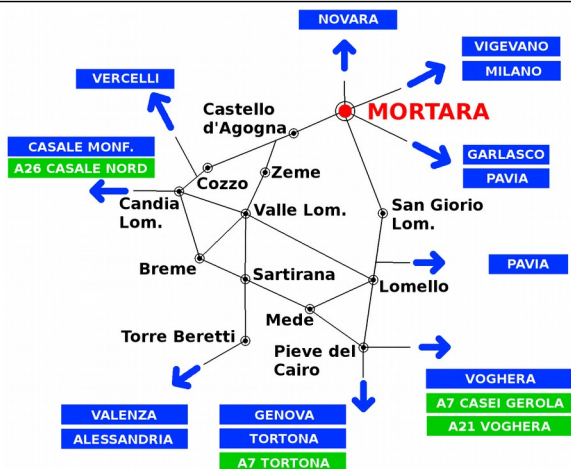 NOVARA
VIGEVANO
MILANO
VERCELLI
Castello
d'Agogna
MORTARA
CASALE MONF.
A26 CASALE NORD
GARLASCO
PAVIA
Cozzo
Zeme
Candia
Lom.
Valle Lom.
San Giorio
Lom.
Breme
Sartirana
PAVIA
Lomello
Mede
Torre Beretti
Pieve del
Cairo
VOGHERA
A7 CASEI GEROLA
A21 VOGHERA
VALENZA
ALESSANDRIA
GENOVA
TORTONA
A7 TORTONA